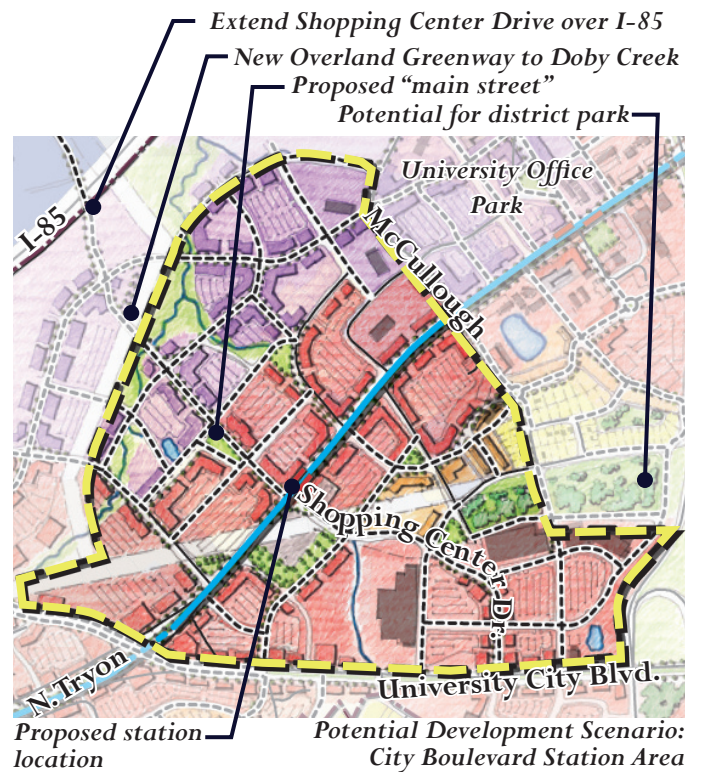 Extend Shopping Center Drive over I-85
New Overland Greenway to Doby Creek
Proposed “main street”
Potential for district park
University Office
Park
I-85
McCullough
Shopping Center Dr.
N. Tryon
University City Blvd.
Proposed station
location
Potential Development Scenario:
City Boulevard Station Area